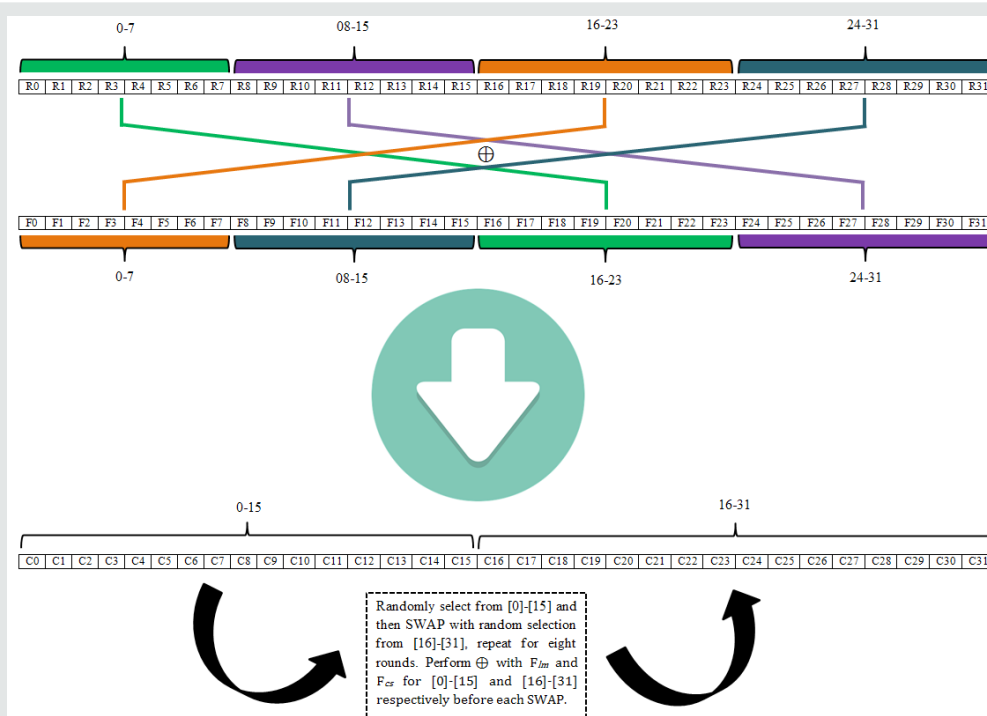 0-7 08-15 16-23 24-31
R0 R1 R2 R3 R4 R5 R6 R7 R8 R9 R10 R11 R12 R13 R14 R15 R16 R17 R18 R19 R20 R21 R22 R23 R24 R25 R26 R27 R28 R29 R30 R31
⊕
F0 F1 F2 F3 F4 F5 F6 F7 F8 F9 F10 F11 F12 F13 F14 F15 F16 F17 F18 F19 F20 F21 F22 F23 F24 F25 F26 F27 F28 F29 F30 F31
0-7 08-15 16-23 24-31
0-15 16-31
C0 C1 C2 C3 C4 C5 C6 C7 C8 C9 C10 C11 C12 C13 C14 C15 C16 C17 C18 C19 C20 C21 C22 C23 C24 C25 C26 C27 C28 C29 C30 C31
Randomly select from [0]-[15] and
then SWAP with random selection
from [16]-[31], repeat for eight
rounds. Perform ⊕ with Flm and
Fcs for [0]-[15] and [16]-[31]
respectively before each SWAP.